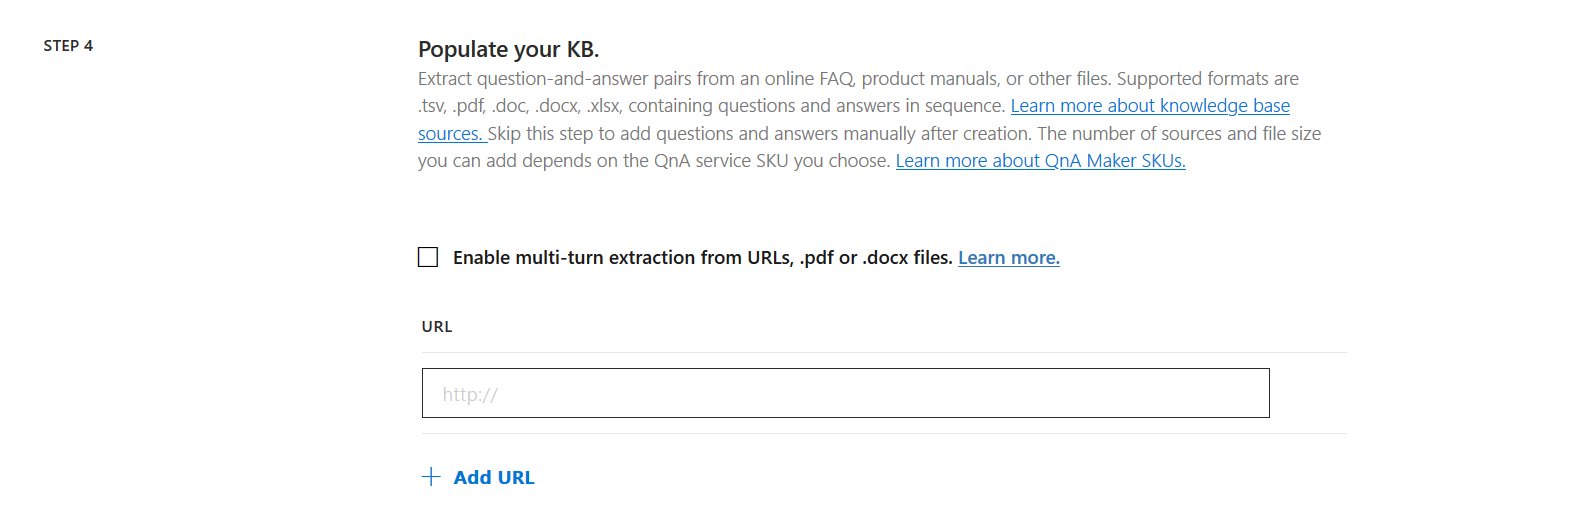 STEP 4
Populate your KB.
Extract question-and-answer pairs from an online FAQ, product manuals, or other files. Supported formats are
.tsv, .pdf, .doc, .docx, .xlsx, containing questions and answers in sequence. Learn more about knowledge base
sources. Skip this step to add questions and answers manually after creation. The number of sources and file size
you can add depends on the QnA service SKU you choose. Learn more about QnA Maker SKUs.
Enable multi-turn extraction from URLs, .pdf or .docx files. Learn more.
URL
http://
Add URL